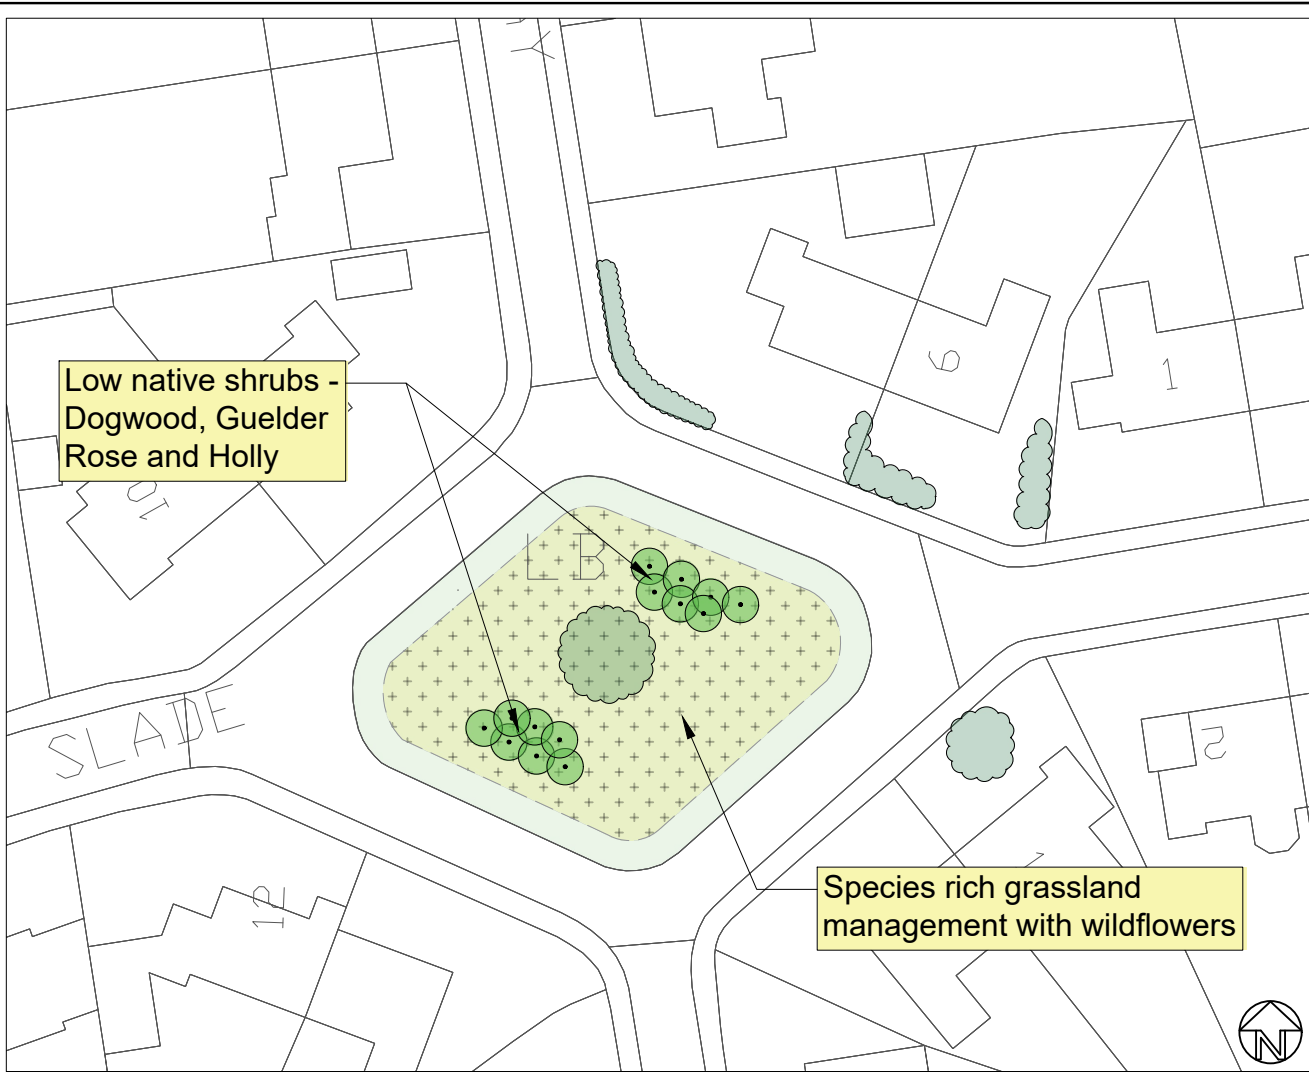 Y
Low native shrubs -
Dogwood, Guelder
Rose and Holly
9
1
10
LB
SLADE
12
Species rich grassland
management with wildflowers
N